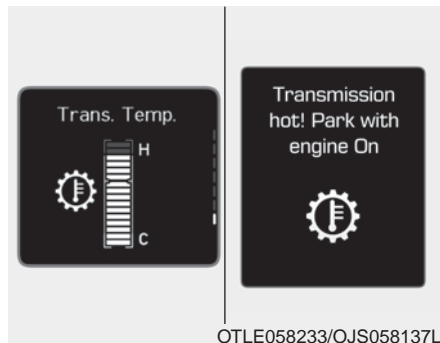 Trans. Temp.
H
C
Transmission
hot! Park with
engine On
OTLE058233/OJS058137L